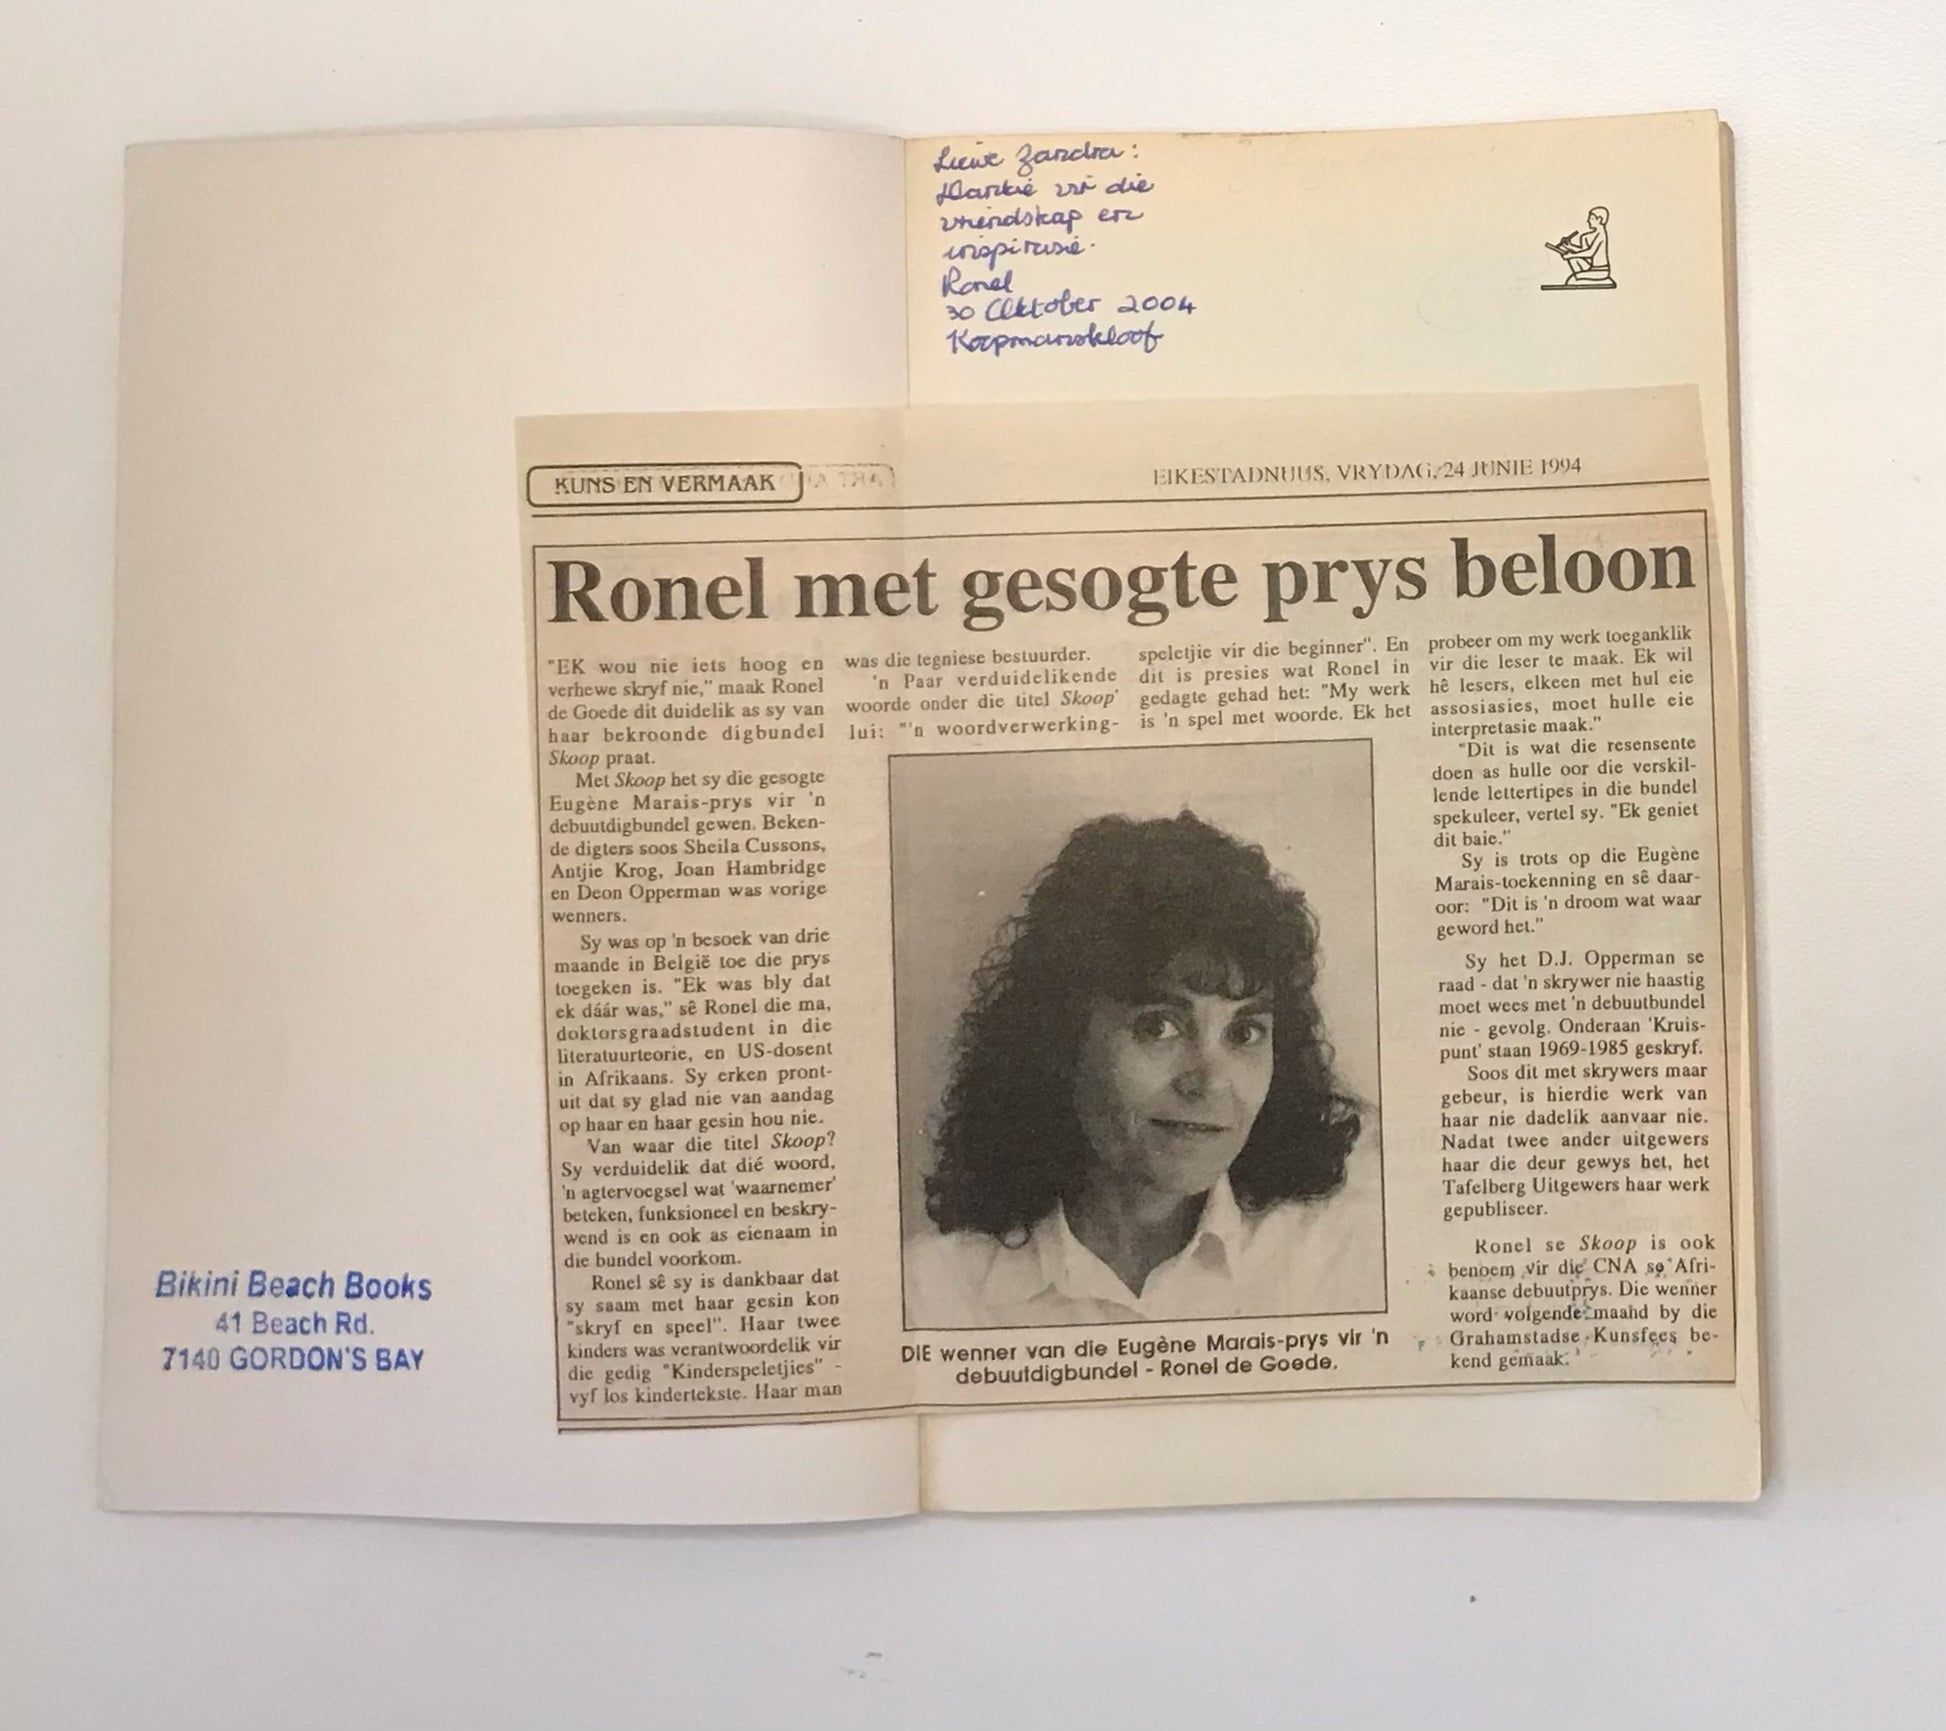 Liewe Zandra:
Dankie vir die
vriendskap en
inspirasie.
Ronel
30 Oktober 2004
Koopmanskloof
KUNS EN VERMAAK
EIKESTADNUUS, VRYDAG, 24 JUNIE 1994
Ronel met gesogte prys beloon
"EK wou nie iets hoog en
verhewe skryf nie," maak Ronel
de Goede dit duidelik as sy van
haar bekroonde digbundel
Skoop praat.
Met Skoop het sy die gesogte
Eugène Marais-prys vir 'n
debuutdigbundel gewen. Beken-
de digters soos Sheila Cussons,
Antjie Krog, Joan Hambridge
en Deon Opperman was vorige
wenners.
Sy was op 'n besoek van drie
maande in België toe die prys
toegeken is. "Ek was bly dat
ek dáár was," sê Ronel die ma,
doktorsgraadstudent in die
literatuurteorie, en US-dosent
in Afrikaans. Sy erken pront-
uit dat sy glad nie van aandag
op haar en haar gesin hou nie.
Van waar die titel Skoop?
Sy verduidelik dat dié woord,
'n agtervoegsel wat 'waarnemer'
beteken, funksioneel en beskry-
wend is en ook as eienaam in
die bundel voorkom.
Ronel sê sy is dankbaar dat
sy saam met haar gesin kon
"skryf en speel". Haar twee
kinders was verantwoordelik vir
die gedig "Kinderspeletjies" -
vyf los kindertekste. Haar man
was die tegniese bestuurder.
'n Paar verduidelikende
woorde onder die titel Skoop'
lui: "'n woordverwerking-
speletjie vir die beginner". En
dit is presies wat Ronel in
gedagte gehad het: "My werk
is 'n spel met woorde. Ek het
probeer om my werk toeganklik
vir die leser te maak. Ek wil
hê lesers, elkeen met hul eie
assosiasies, moet hulle eie
interpretasie maak."
"Dit is wat die resensente
doen as hulle oor die verskil-
lende lettertipes in die bundel
spekuleer, vertel sy. "Ek geniet
dit baie."
Sy is trots op die Eugène
Marais-toekenning en sê daar-
oor: "Dit is 'n droom wat waar
geword het."
Sy het D.J. Opperman se
raad - dat 'n skrywer nie haastig
moet wees met 'n debuutbundel
nie - gevolg. Onderaan 'Kruis-
punt' staan 1969-1985 geskryf.
Soos dit met skrywers maar
gebeur, is hierdie werk van
haar nie dadelik aanvaar nie.
Nadat twee ander uitgewers
haar die deur gewys het, het
Tafelberg Uitgewers haar werk
gepubliseer.
Ronel se Skoop is ook
benoem vir die CNA se Afri-
kaanse debuutprys. Die wenner
word volgende maand by die
Grahamstadse Kunsfees be-
kend gemaak.
DIE wenner van die Eugène Marais-prys vir 'n
debuutdigbundel - Ronel de Goede.
Bikini Beach Books
41 Beach Rd.
7140 GORDON'S BAY